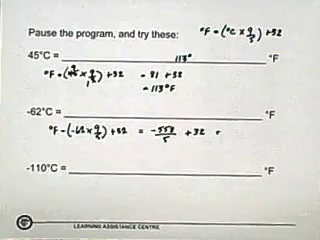 Pause the program, and try these: °F = (°C × 9/5) + 32
45°C = 113° °F
°F = (45 × 9/5) + 32 = 81 + 32
= 113°F
-62°C = °F
°F = (-62 × 9/5) + 32 = -558/5 + 32 =
-110°C = °F
LEARNING ASSISTANCE CENTRE